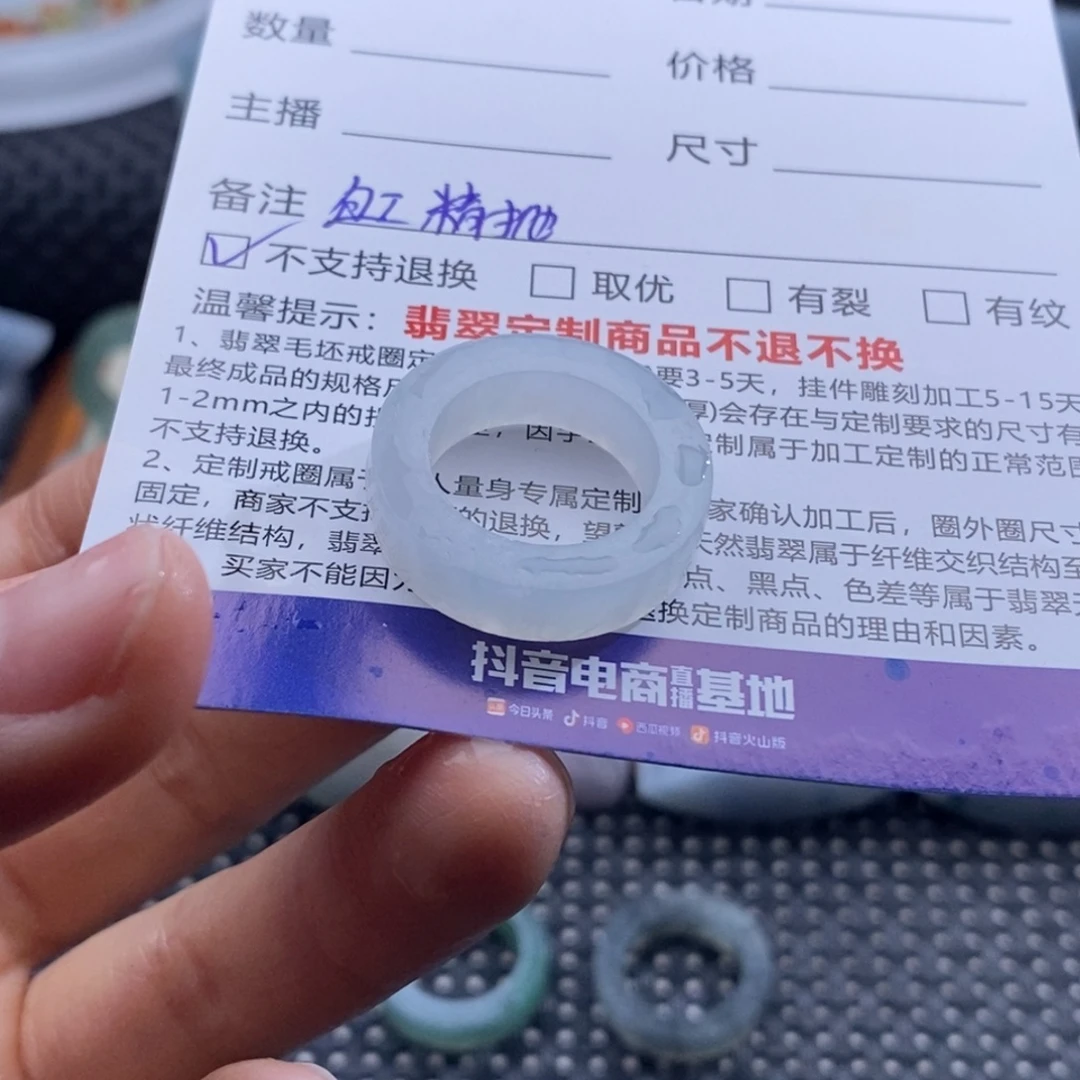 数量
价格
主播
尺寸
备注 缸精抛
☑ 不支持退换 ☐ 取优 ☐ 有裂 ☐ 有纹
温馨提示： 翡翠定制商品不退不换
1、翡翠毛坯戒圈定 要3-5天，挂件雕刻加工5-15天
最终成品的规格 厚)会存在与定制要求的尺寸有
1-2mm之内的 制属于加工定制的正常范围
不支持退换。
2、定制戒圈属于 人量身专属定制 家确认加工后，圈外圈尺寸
固定，商家不支持 的退换，望 天然翡翠属于纤维交织结构至
状纤维结构，翡翠 点、黑点、色差等属于翡翠天
买家不能因为 退换定制商品的理由和因素。
抖音电商直播基地
今日头条 抖音 西瓜视频 抖音火山版